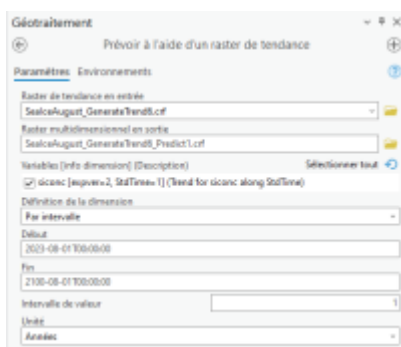 Géotraitement
Prévoir à l'aide d'un raster de tendance
Paramètres Environnements
Raster de tendance en entrée
SeaIceAugust_GenerateTrend6.crf
Raster multidimensionnel en sortie
SeaIceAugust_GenerateTrend6_Predict1.crf
Variables [info dimension] (Description) Sélectionner tout
siconc [expver=2, StdTime=1] (Trend for siconc along StdTime)
Définition de la dimension
Par intervalle
Début
2023-08-01T00:00:00
Fin
2100-08-01T00:00:00
Intervalle de valeur 1
Unité
Années